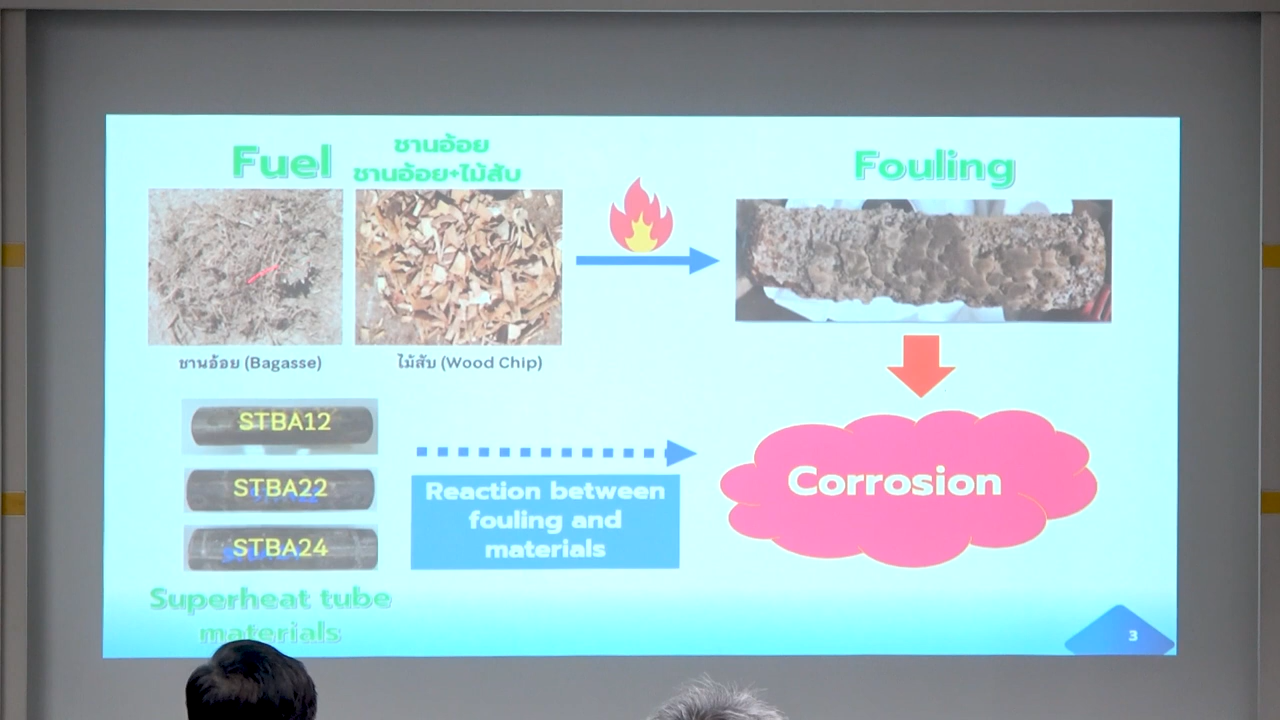 Fuel
ชานอ้อย
ชานอ้อย+ไม้สับ
Fouling
ชานอ้อย (Bagasse)
ไม้สับ (Wood Chip)
STBA12
STBA22
STBA24
Reaction between
fouling and
materials
Corrosion
Superheat tube
materials
3